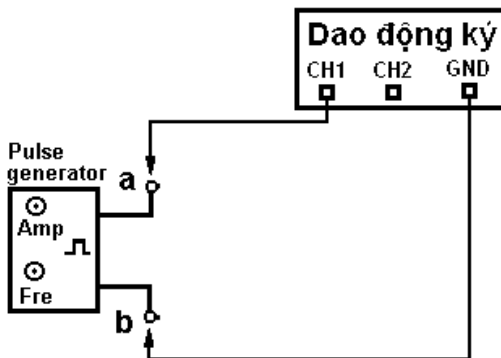 Dao động ký
CH1 CH2 GND
Pulse
generator
a
Amp
Fre
b